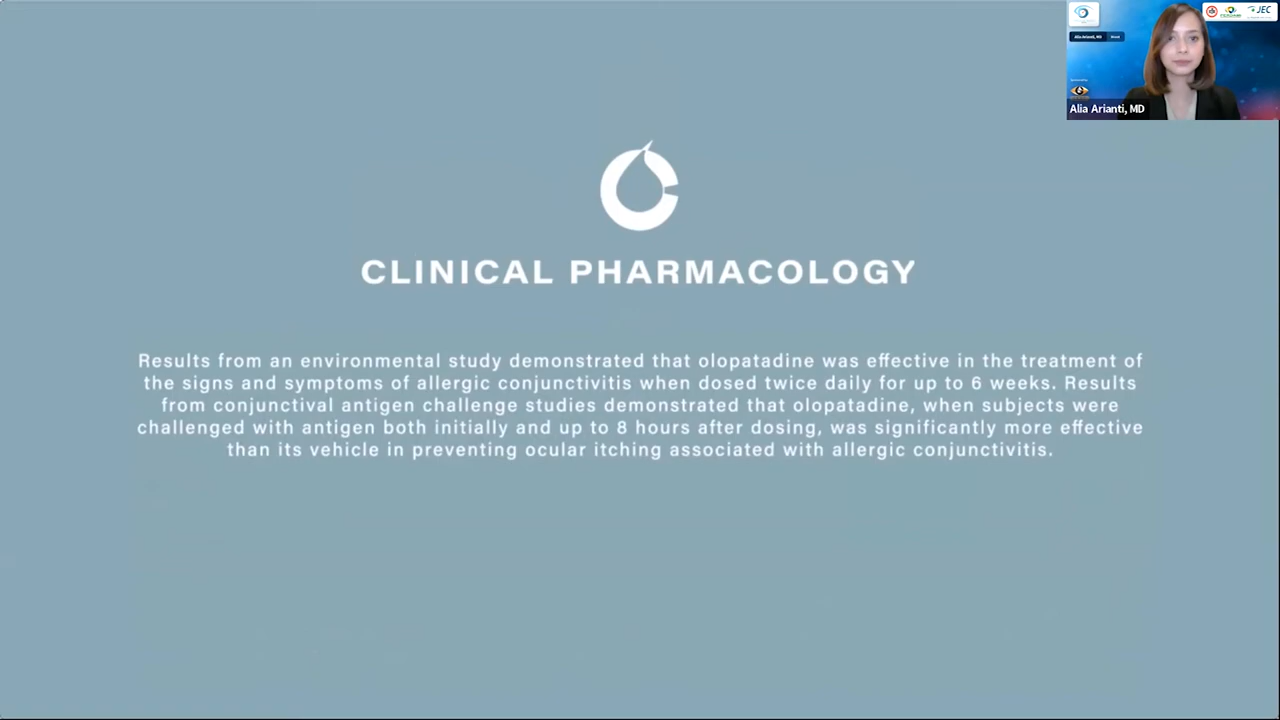 JEC
Alia Arianti, MD
Alia Arianti, MD
CLINICAL PHARMACOLOGY
Results from an environmental study demonstrated that olopatadine was effective in the treatment of
the signs and symptoms of allergic conjunctivitis when dosed twice daily for up to 6 weeks. Results
from conjunctival antigen challenge studies demonstrated that olopatadine, when subjects were
challenged with antigen both initially and up to 8 hours after dosing, was significantly more effective
than its vehicle in preventing ocular itching associated with allergic conjunctivitis.